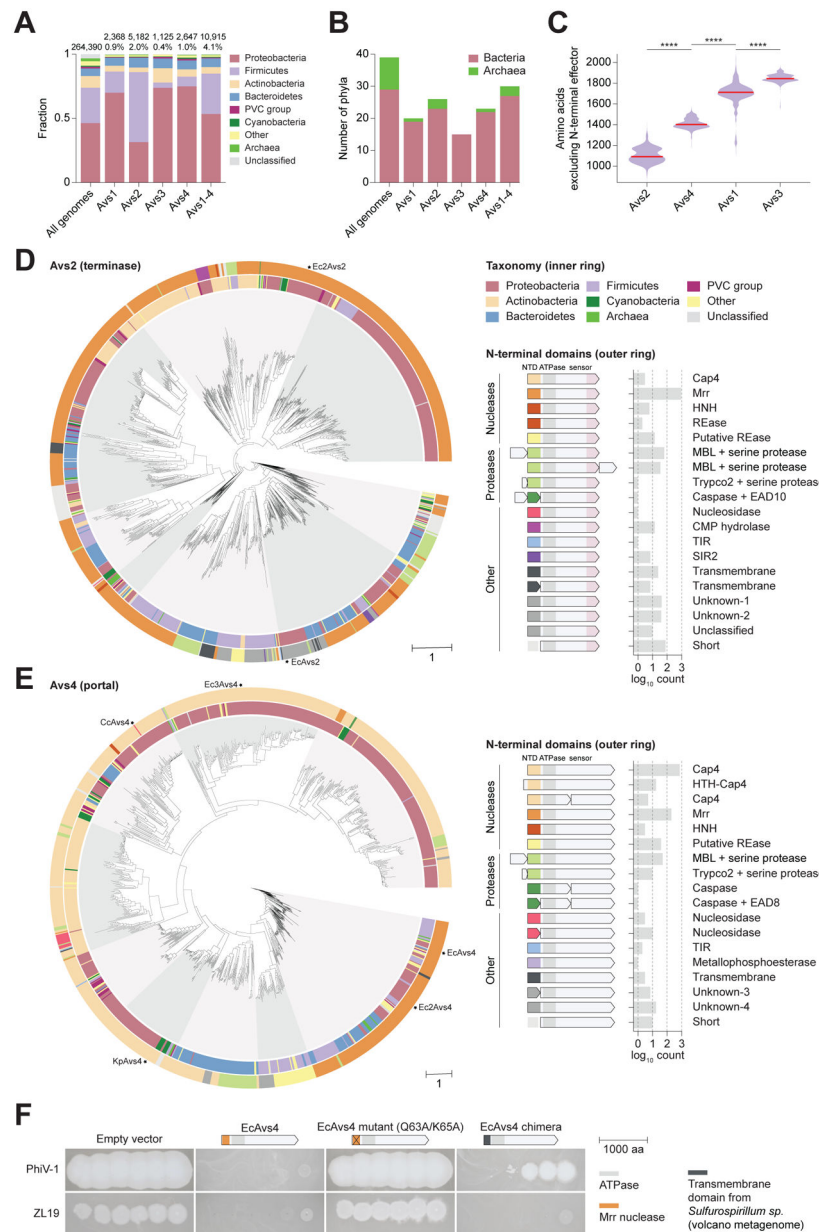 A
264,390
2,368
0.9%
5,182
2.0%
1,125
0.4%
2,647
1.0%
10,915
4.1%
Fraction
1
0.5
0
All genomes
Avs1
Avs2
Avs3
Avs4
Avs1-4
Proteobacteria
Firmicutes
Actinobacteria
Bacteroidetes
PVC group
Cyanobacteria
Other
Archaea
Unclassified
B
Number of phyla
40
30
20
10
0
All genomes
Avs1
Avs2
Avs3
Avs4
Avs1-4
Bacteria
Archaea
C
Amino acids
excluding N-terminal effector
2000
1800
1600
1400
1200
1000
****
****
****
Avs2
Avs4
Avs1
Avs3
D
Avs2 (terminase)
Ec2Avs2
EcAvs2
1
Taxonomy (inner ring)
Proteobacteria
Firmicutes
PVC group
Actinobacteria
Cyanobacteria
Other
Bacteroidetes
Archaea
Unclassified
N-terminal domains (outer ring)
NTD ATPase sensor
Nucleases
Proteases
Other
Cap4
Mrr
HNH
REase
Putative REase
MBL + serine protease
MBL + serine protease
Trypco2 + serine protease
Caspase + EAD10
Nucleosidase
CMP hydrolase
TIR
SIR2
Transmembrane
Transmembrane
Unknown-1
Unknown-2
Unclassified
Short
0 1 2 3
log10 count
E
Avs4 (portal)
Ec3Avs4
CcAvs4
EcAvs4
Ec2Avs4
KpAvs4
1
N-terminal domains (outer ring)
NTD ATPase sensor
Nucleases
Proteases
Other
Cap4
HTH-Cap4
Cap4
Mrr
HNH
Putative REase
MBL + serine protease
Trypco2 + serine protease
Caspase
Caspase + EAD8
Nucleosidase
Nucleosidase
TIR
Metallophosphoesterase
Transmembrane
Unknown-3
Unknown-4
Short
0 1 2 3
log10 count
F
Empty vector
EcAvs4
EcAvs4 mutant (Q63A/K65A)
EcAvs4 chimera
PhiV-1
ZL19
1000 aa
ATPase
Mrr nuclease
Transmembrane
domain from
Sulfurospirillum sp.
(volcano metagenome)